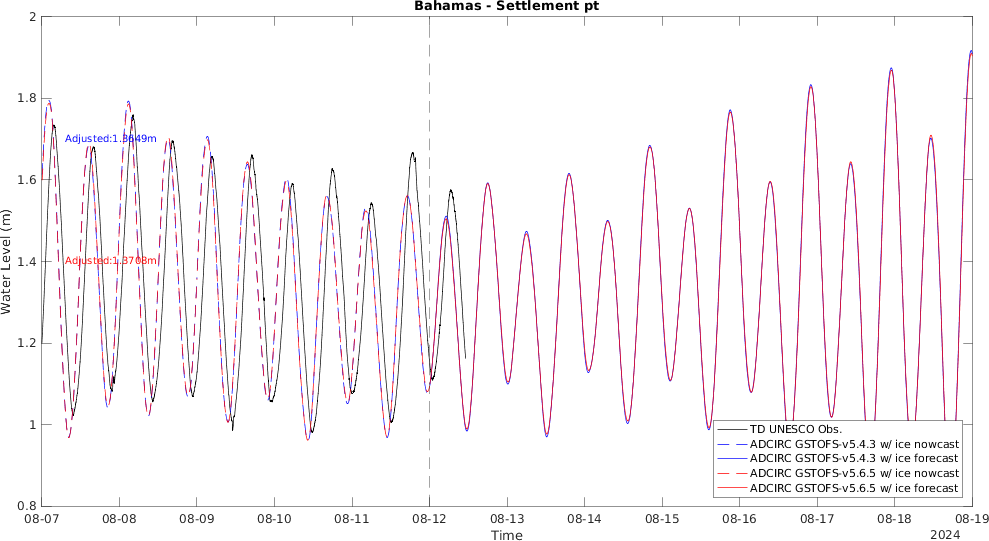 Bahamas - Settlement pt
Water Level (m)
2
1.8
1.6
1.4
1.2
1
0.8
Adjusted:1.3649m
Adjusted:1.3708m
TD UNESCO Obs.
ADCIRC GSTOFS-v5.4.3 w/ ice nowcast
ADCIRC GSTOFS-v5.4.3 w/ ice forecast
ADCIRC GSTOFS-v5.6.5 w/ ice nowcast
ADCIRC GSTOFS-v5.6.5 w/ ice forecast
08-07 08-08 08-09 08-10 08-11 08-12 08-13 08-14 08-15 08-16 08-17 08-18 08-19
Time
2024